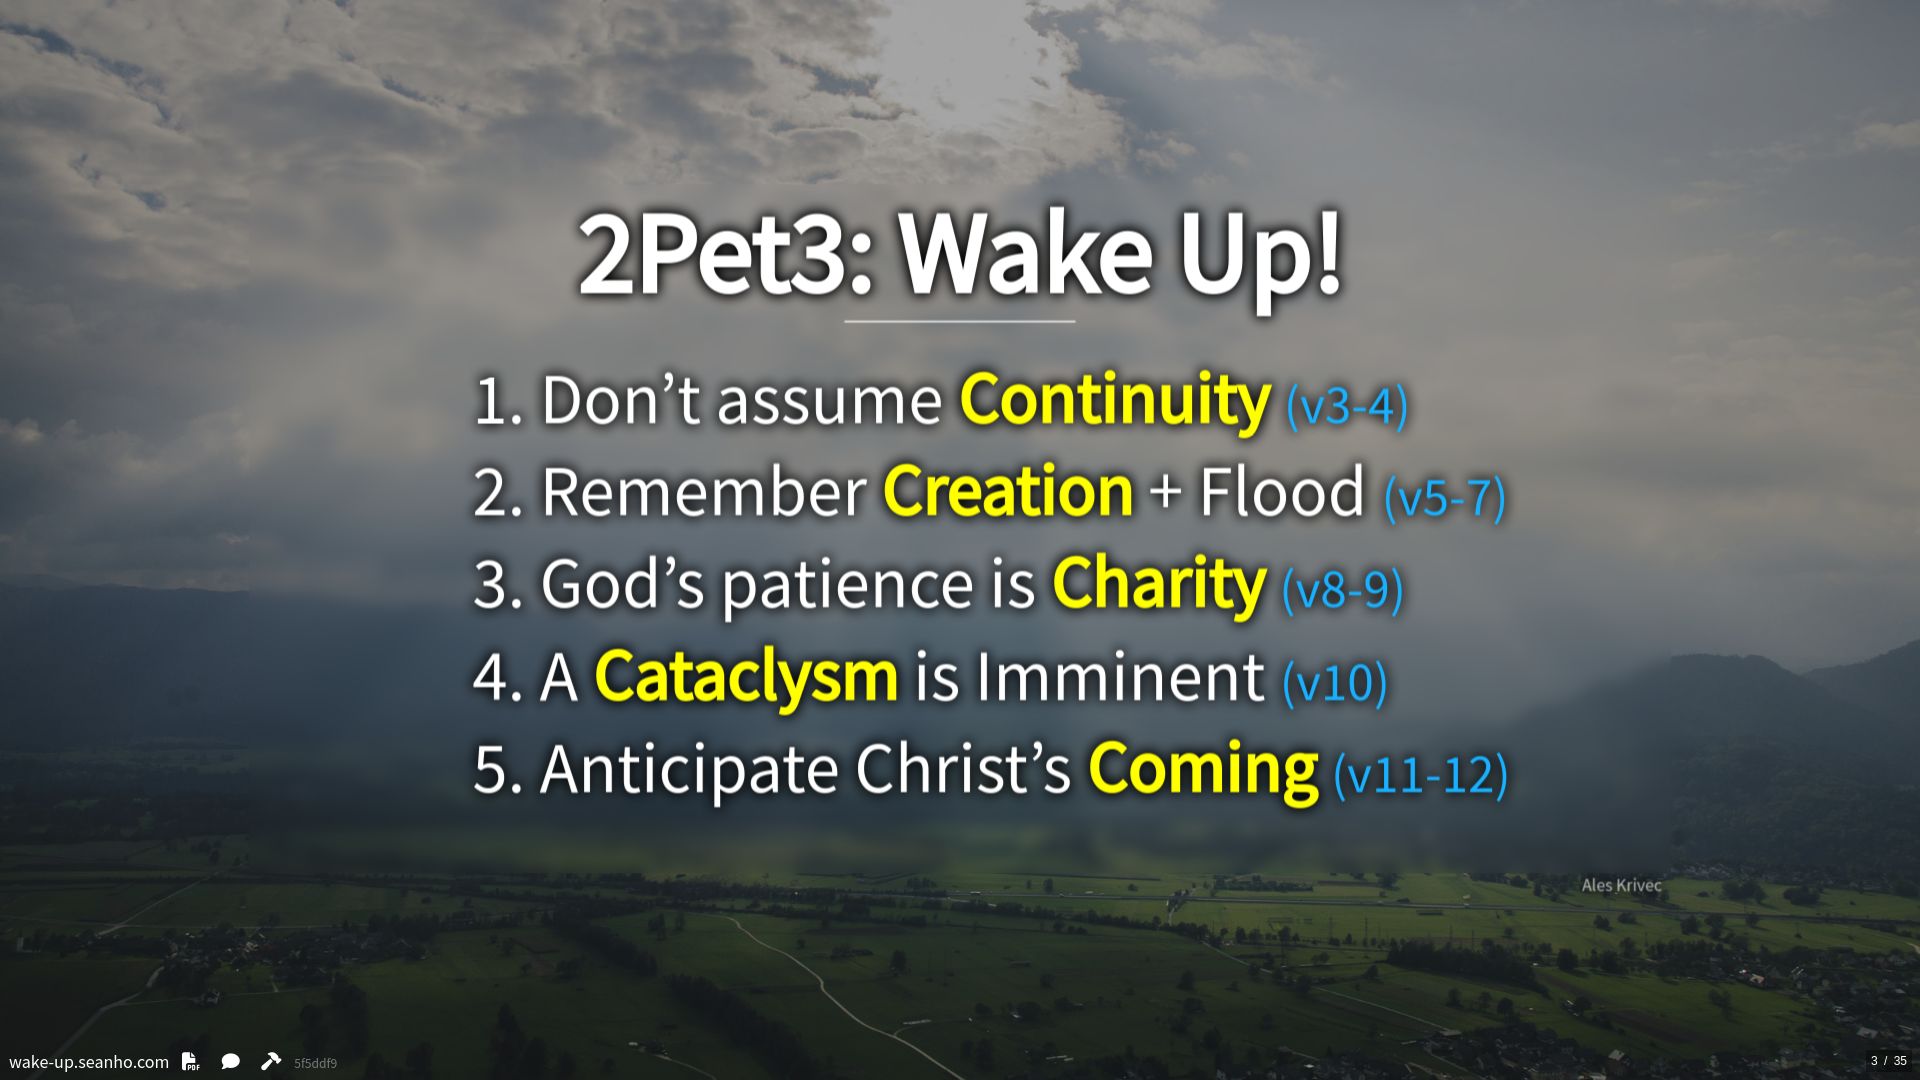 2Pet3: Wake Up!
1. Don’t assume Continuity (v3-4)
2. Remember Creation + Flood (v5-7)
3. God’s patience is Charity (v8-9)
4. A Cataclysm is Imminent (v10)
5. Anticipate Christ’s Coming (v11-12)
Ales Krivec
wake-up.seanho.com PDF 5f5ddf9
3 / 35